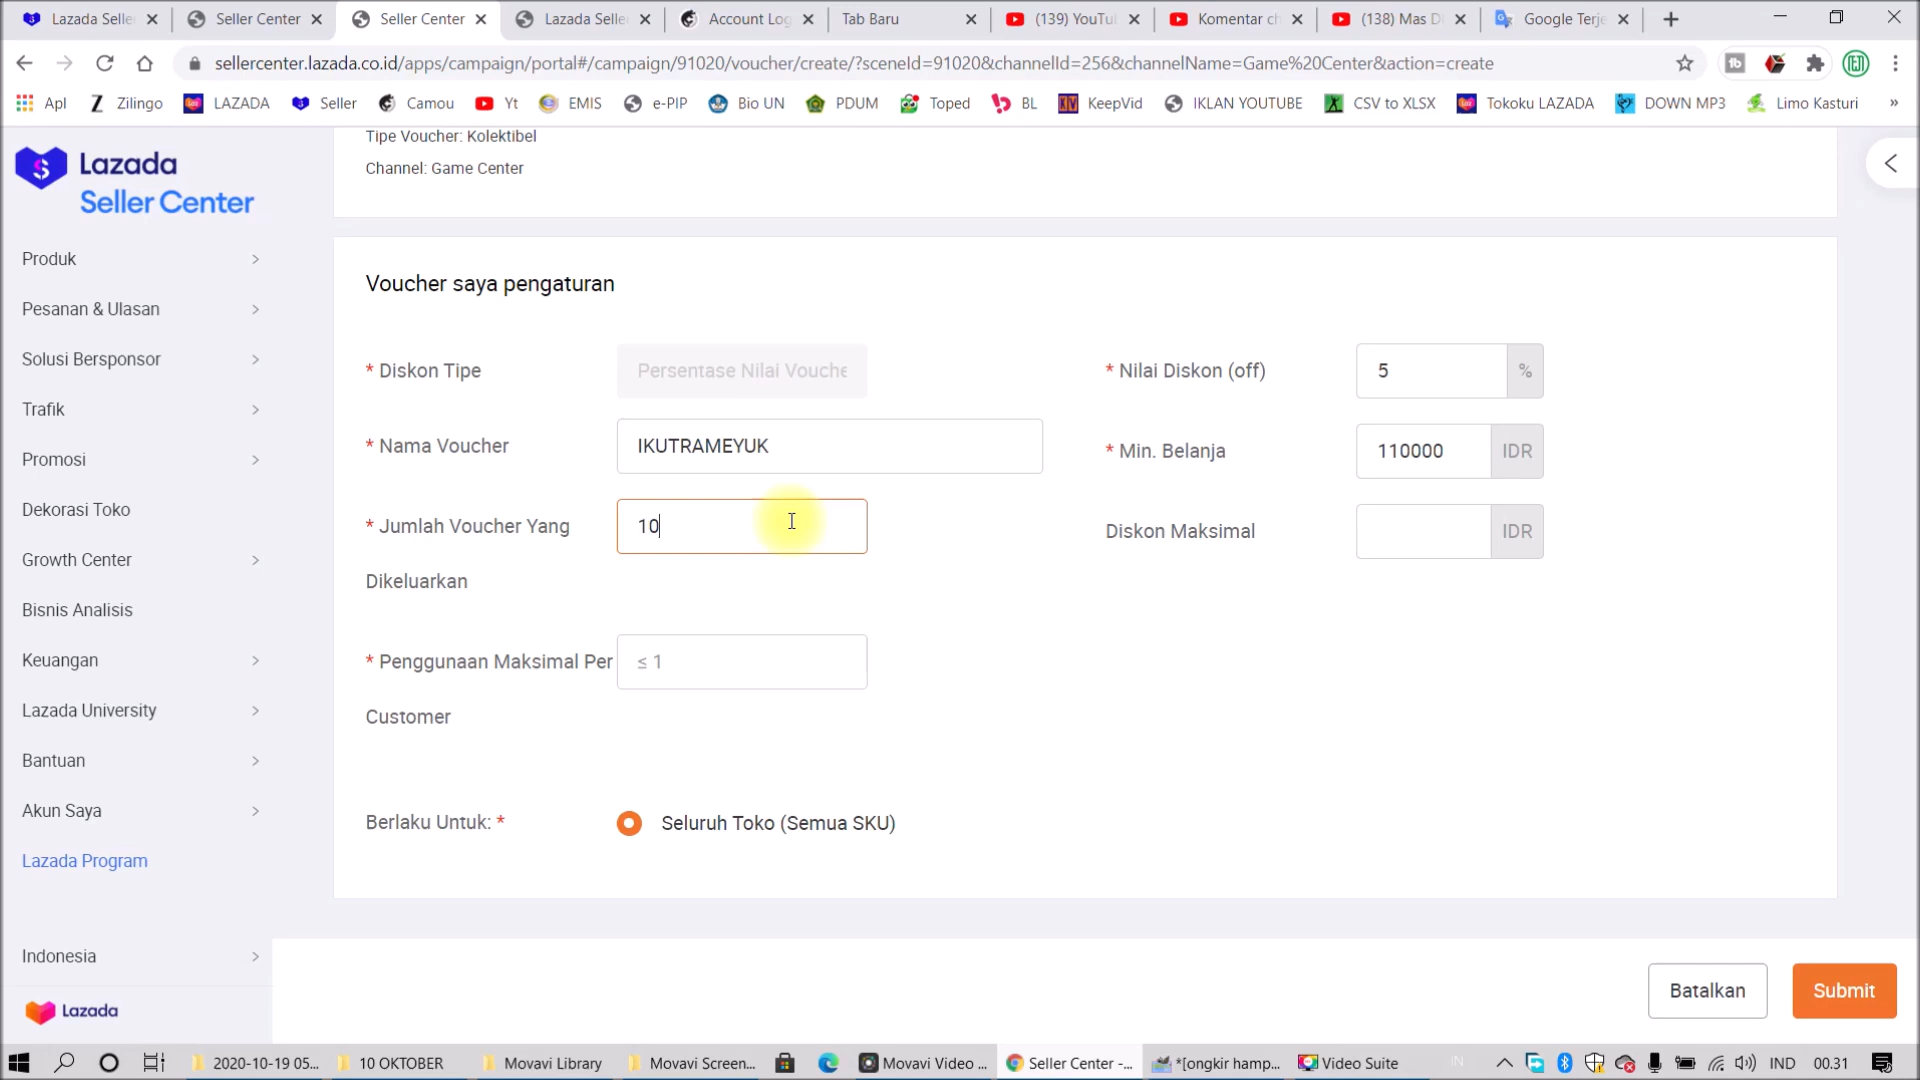 Lazada Selle
Seller Center
Seller Center
Lazada Selle
Account Log
Tab Baru
(139) YouTu
Komentar ch
(138) Mas D
Google Terje
sellercenter.lazada.co.id/apps/campaign/portal#/campaign/91020/voucher/create/?sceneId=91020&channelId=256&channelName=Game%20Center&action=create
Apl
Zilingo
LAZADA
Seller
Camou
Yt
EMIS
e-PIP
Bio UN
PDUM
Toped
BL
KeepVid
IKLAN YOUTUBE
CSV to XLSX
Tokoku LAZADA
DOWN MP3
Limo Kasturi
»
Lazada
Seller Center
Produk
Pesanan & Ulasan
Solusi Bersponsor
Trafik
Promosi
Dekorasi Toko
Growth Center
Bisnis Analisis
Keuangan
Lazada University
Bantuan
Akun Saya
Lazada Program
Indonesia
Lazada
Tipe Voucher: Kolektibel
Channel: Game Center
Voucher saya pengaturan
* Diskon Tipe
Persentase Nilai Vouche
* Nilai Diskon (off)
5 %
* Nama Voucher
IKUTRAMEYUK
* Min. Belanja
110000 IDR
* Jumlah Voucher Yang
Dikeluarkan
10
Diskon Maksimal
IDR
* Penggunaan Maksimal Per
Customer
≤ 1
Berlaku Untuk: *
Seluruh Toko (Semua SKU)
Batalkan
Submit
2020-10-19 05...
10 OKTOBER
Movavi Library
Movavi Screen...
Movavi Video ...
Seller Center -...
*[ongkir hamp...
Video Suite
IN
IND
00.31